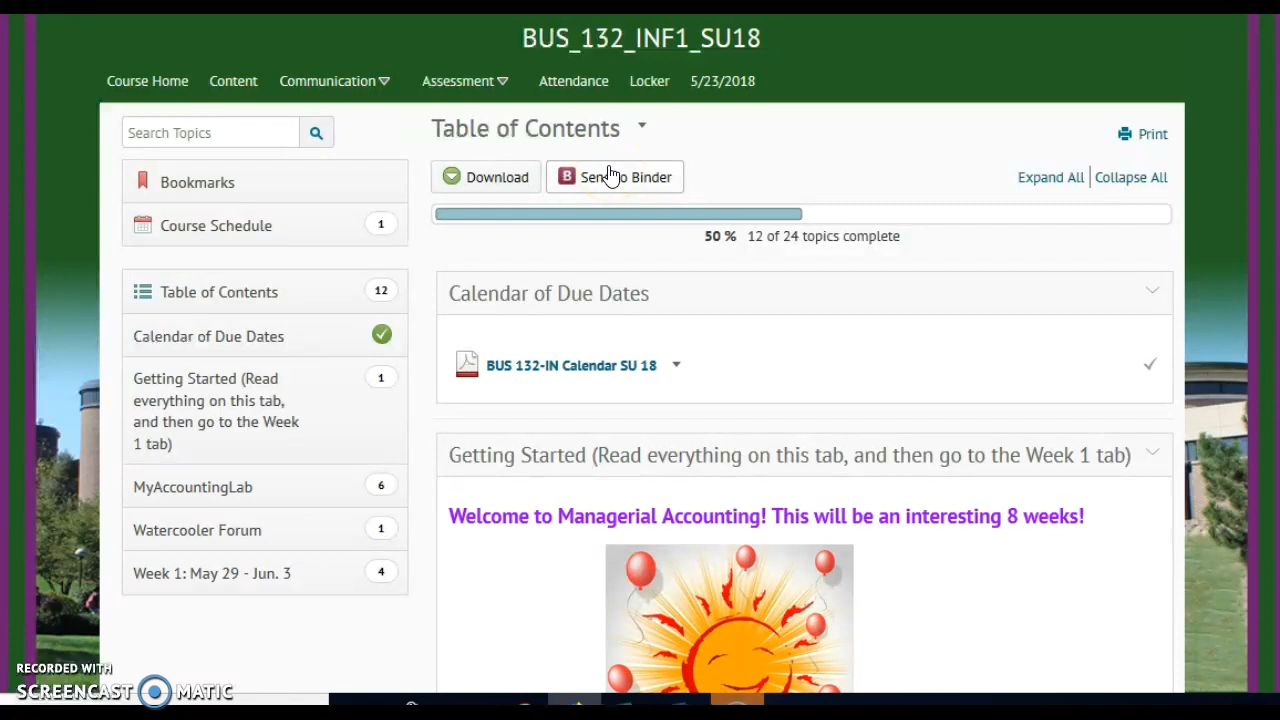 BUS_132_INF1_SU18
Course Home Content Communication Assessment Attendance Locker 5/23/2018
Search Topics
Bookmarks
Course Schedule 1
Table of Contents 12
Calendar of Due Dates
Getting Started (Read 1
everything on this tab,
and then go to the Week
1 tab)
MyAccountingLab 6
Watercooler Forum 1
Week 1: May 29 - Jun. 3 4
Table of Contents
Print
Download
B Send to Binder
Expand All Collapse All
50 % 12 of 24 topics complete
Calendar of Due Dates
BUS 132-IN Calendar SU 18
Getting Started (Read everything on this tab, and then go to the Week 1 tab)
Welcome to Managerial Accounting! This will be an interesting 8 weeks!
RECORDED WITH
SCREENCAST MATIC